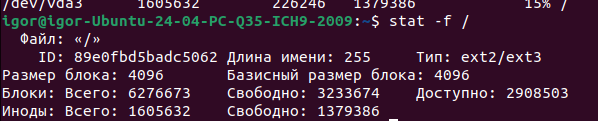 /dev/vda3 1605632 226246 1379386 15% /
igor@igor-Ubuntu-24-04-PC-Q35-ICH9-2009:~$ stat -f /
Файл: «/»
ID: 89e0fbd5badc5062 Длина имени: 255 Тип: ext2/ext3
Размер блока: 4096 Базисный размер блока: 4096
Блоки: Всего: 6276673 Свободно: 3233674 Доступно: 2908503
Иноды: Всего: 1605632 Свободно: 1379386